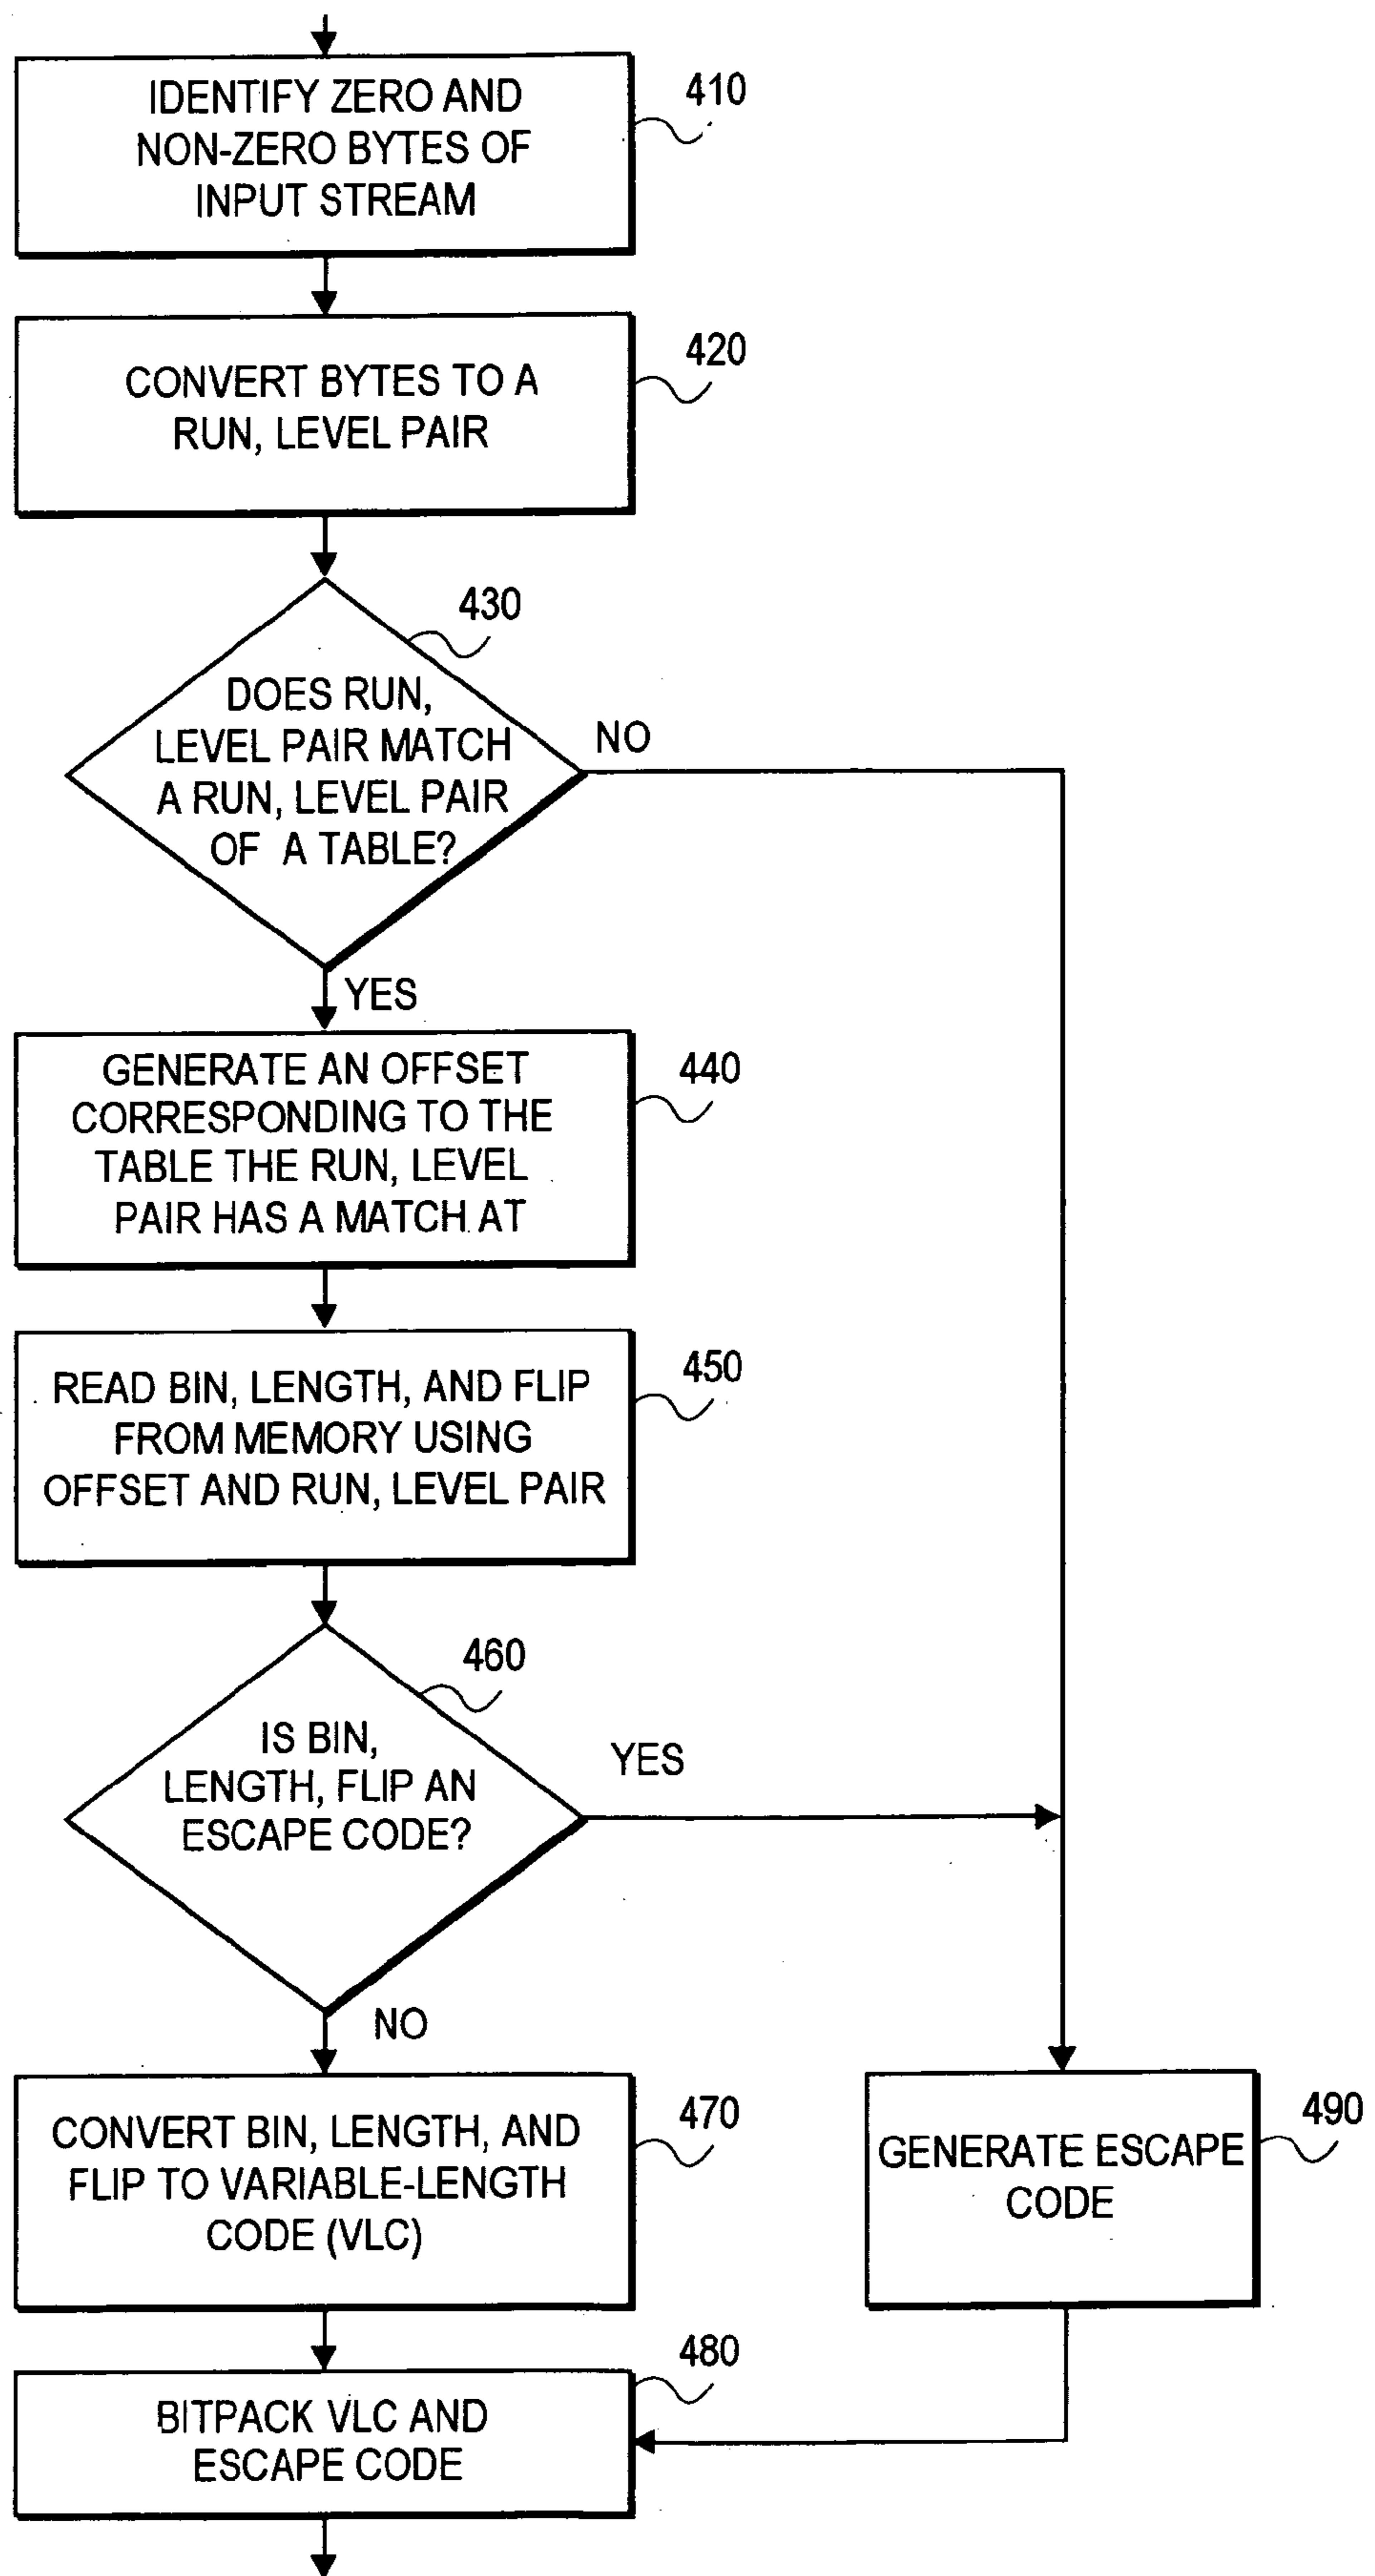 IDENTIFY ZERO AND
NON-ZERO BYTES OF
INPUT STREAM
410
CONVERT BYTES TO A
RUN, LEVEL PAIR
420
430
DOES RUN,
LEVEL PAIR MATCH
A RUN, LEVEL PAIR
OF A TABLE?
NO
YES
GENERATE AN OFFSET
CORRESPONDING TO THE
TABLE THE RUN, LEVEL
PAIR HAS A MATCH AT
440
READ BIN, LENGTH, AND FLIP
FROM MEMORY USING
OFFSET AND RUN, LEVEL PAIR
450
460
IS BIN,
LENGTH, FLIP AN
ESCAPE CODE?
YES
NO
CONVERT BIN, LENGTH, AND
FLIP TO VARIABLE-LENGTH
CODE (VLC)
470
GENERATE ESCAPE
CODE
490
BITPACK VLC AND
ESCAPE CODE
480